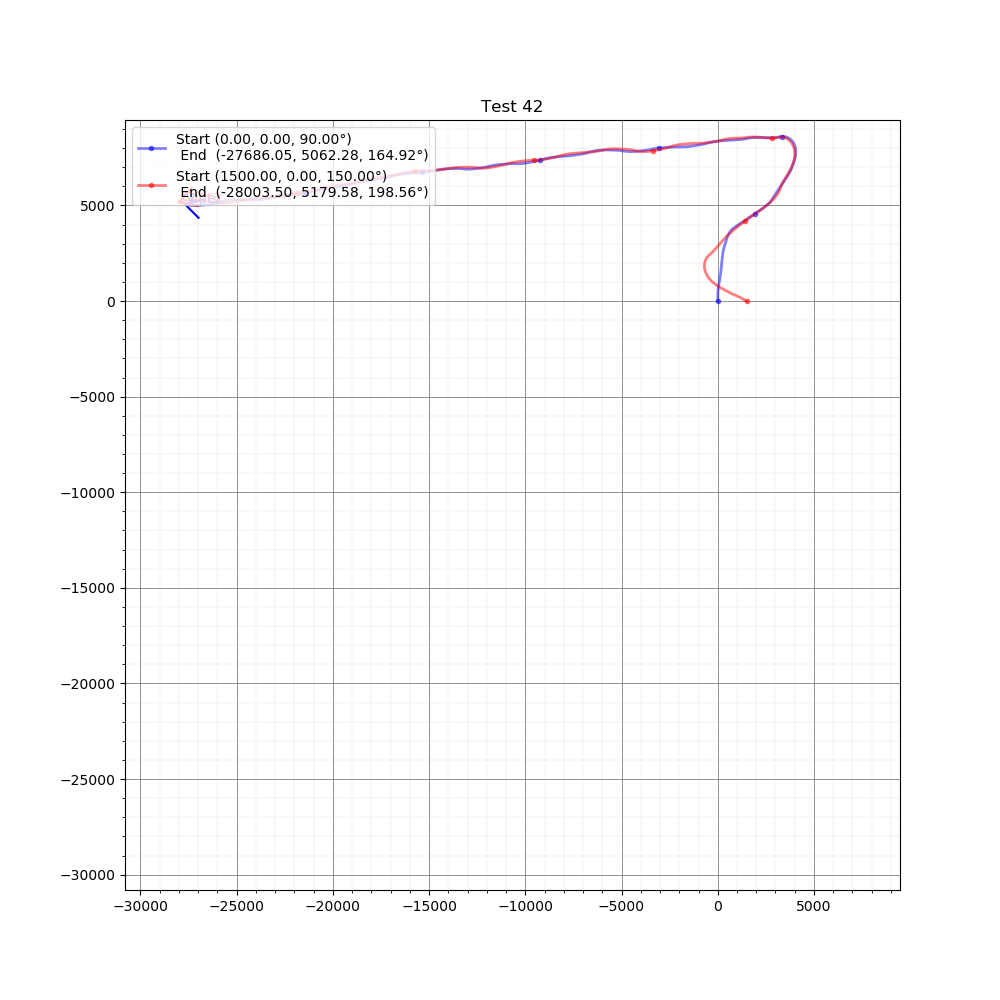 Test 42
Start (0.00, 0.00, 90.00°)
End  (-27686.05, 5062.28, 164.92°)
Start (1500.00, 0.00, 150.00°)
End  (-28003.50, 5179.58, 198.56°)
5000
0
−5000
−10000
−15000
−20000
−25000
−30000
−30000 −25000 −20000 −15000 −10000 −5000 0 5000